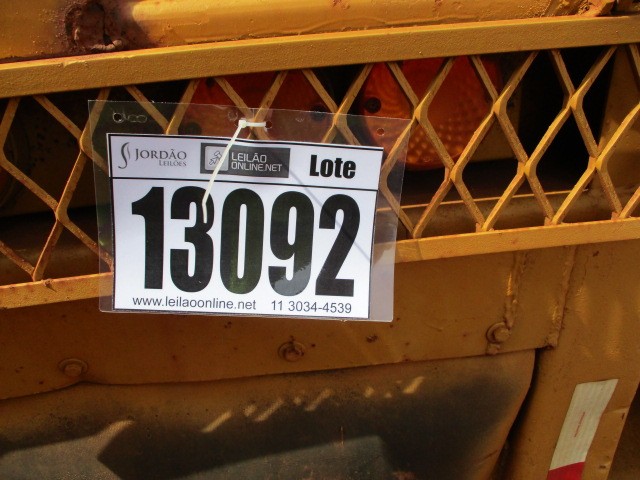 JORDÃO
LEILÕES
LEILÃO
ONLINE.NET
Lote
13092
www.leilaoonline.net 11 3034-4539